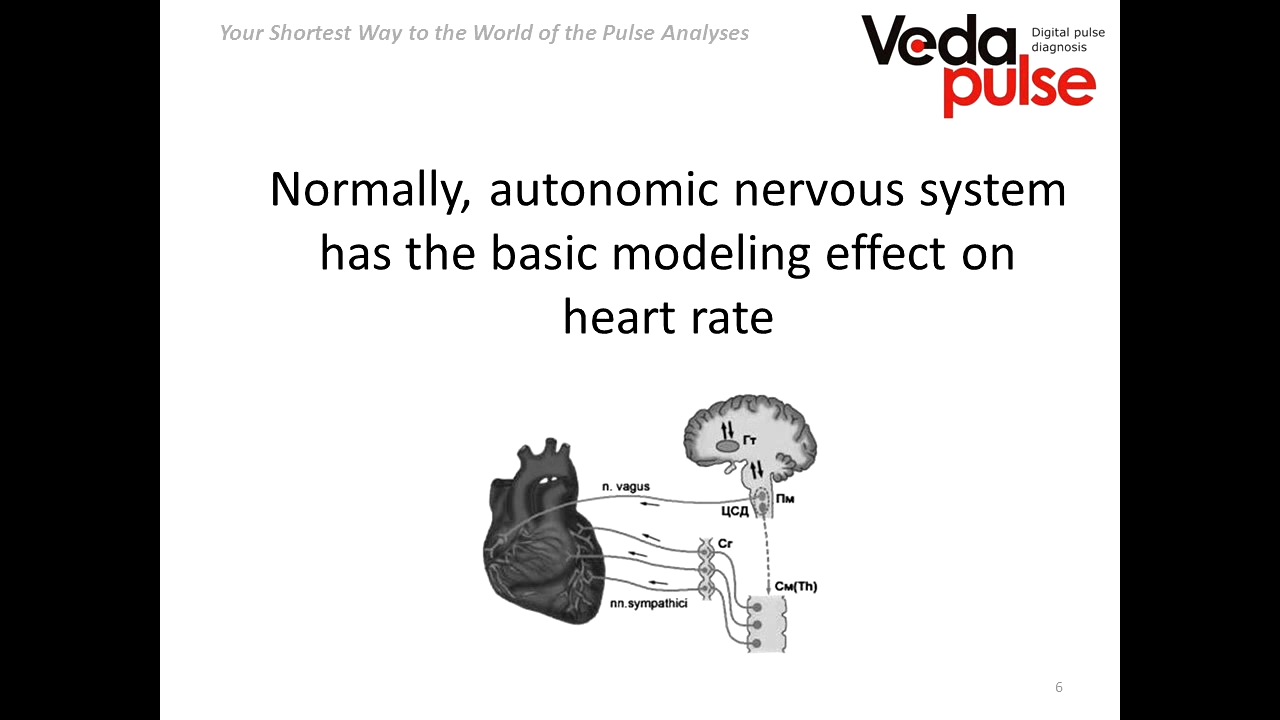 Your Shortest Way to the World of the Pulse Analyses
Veda
pulse
Digital pulse
diagnosis
Normally, autonomic nervous system
has the basic modeling effect on
heart rate
Гт
n. vagus
Пм
ЦСД
Сг
См(Th)
nn.sympathici
6